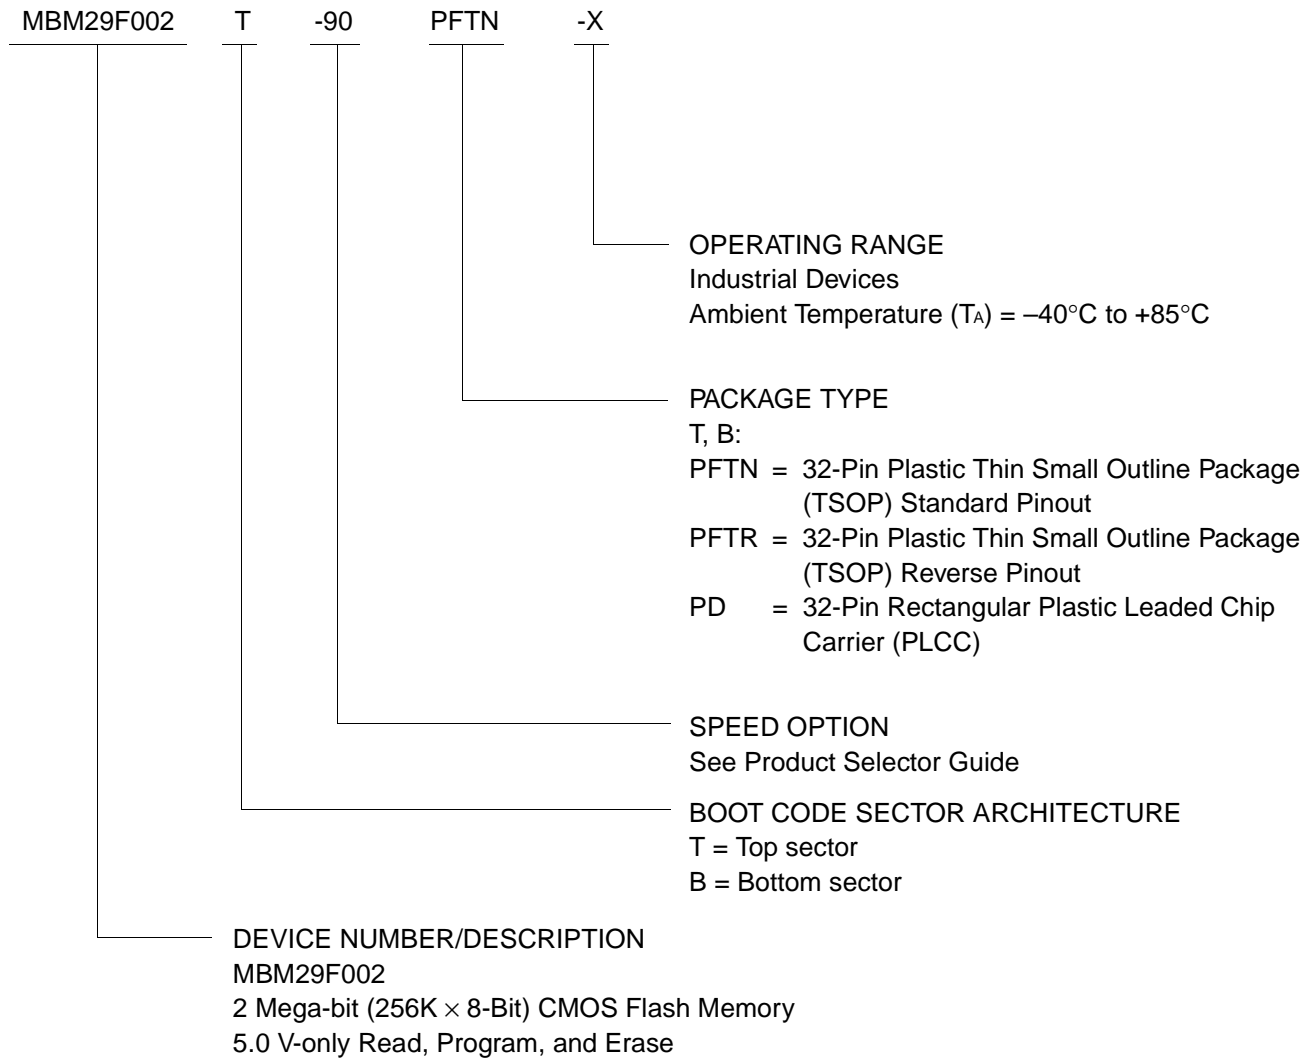 MBM29F002 T -90 PFTN -X
OPERATING RANGE
Industrial Devices
Ambient Temperature (TA) = –40°C to +85°C
PACKAGE TYPE
T, B:
PFTN = 32-Pin Plastic Thin Small Outline Package
(TSOP) Standard Pinout
PFTR = 32-Pin Plastic Thin Small Outline Package
(TSOP) Reverse Pinout
PD = 32-Pin Rectangular Plastic Leaded Chip
Carrier (PLCC)
SPEED OPTION
See Product Selector Guide
BOOT CODE SECTOR ARCHITECTURE
T = Top sector
B = Bottom sector
DEVICE NUMBER/DESCRIPTION
MBM29F002
2 Mega-bit (256K × 8-Bit) CMOS Flash Memory
5.0 V-only Read, Program, and Erase